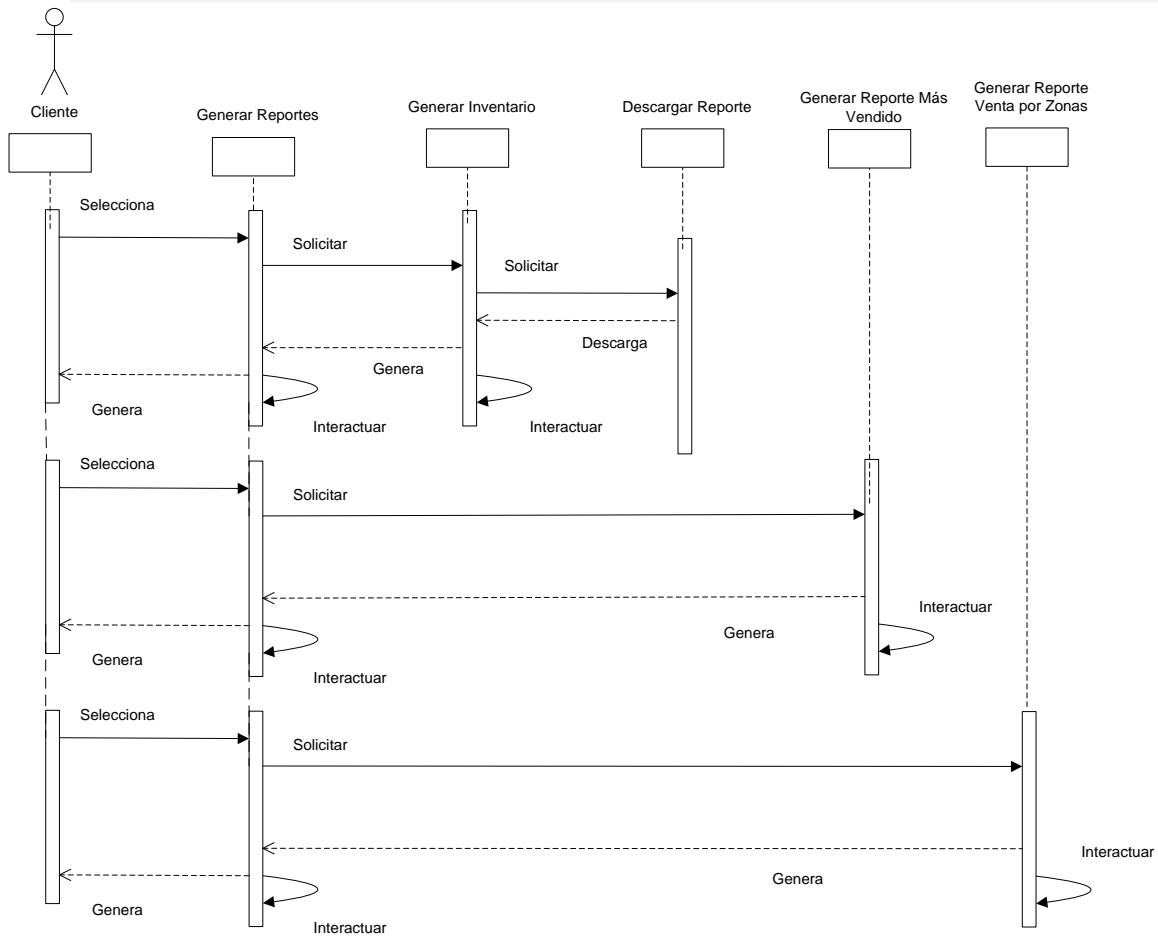 Cliente
Generar Reportes
Generar Inventario
Descargar Reporte
Generar Reporte Más
Vendido
Generar Reporte
Venta por Zonas
Selecciona
Solicitar
Solicitar
Descarga
Genera
Genera
Interactuar
Interactuar
Selecciona
Solicitar
Interactuar
Genera
Genera
Interactuar
Selecciona
Solicitar
Interactuar
Genera
Genera
Interactuar